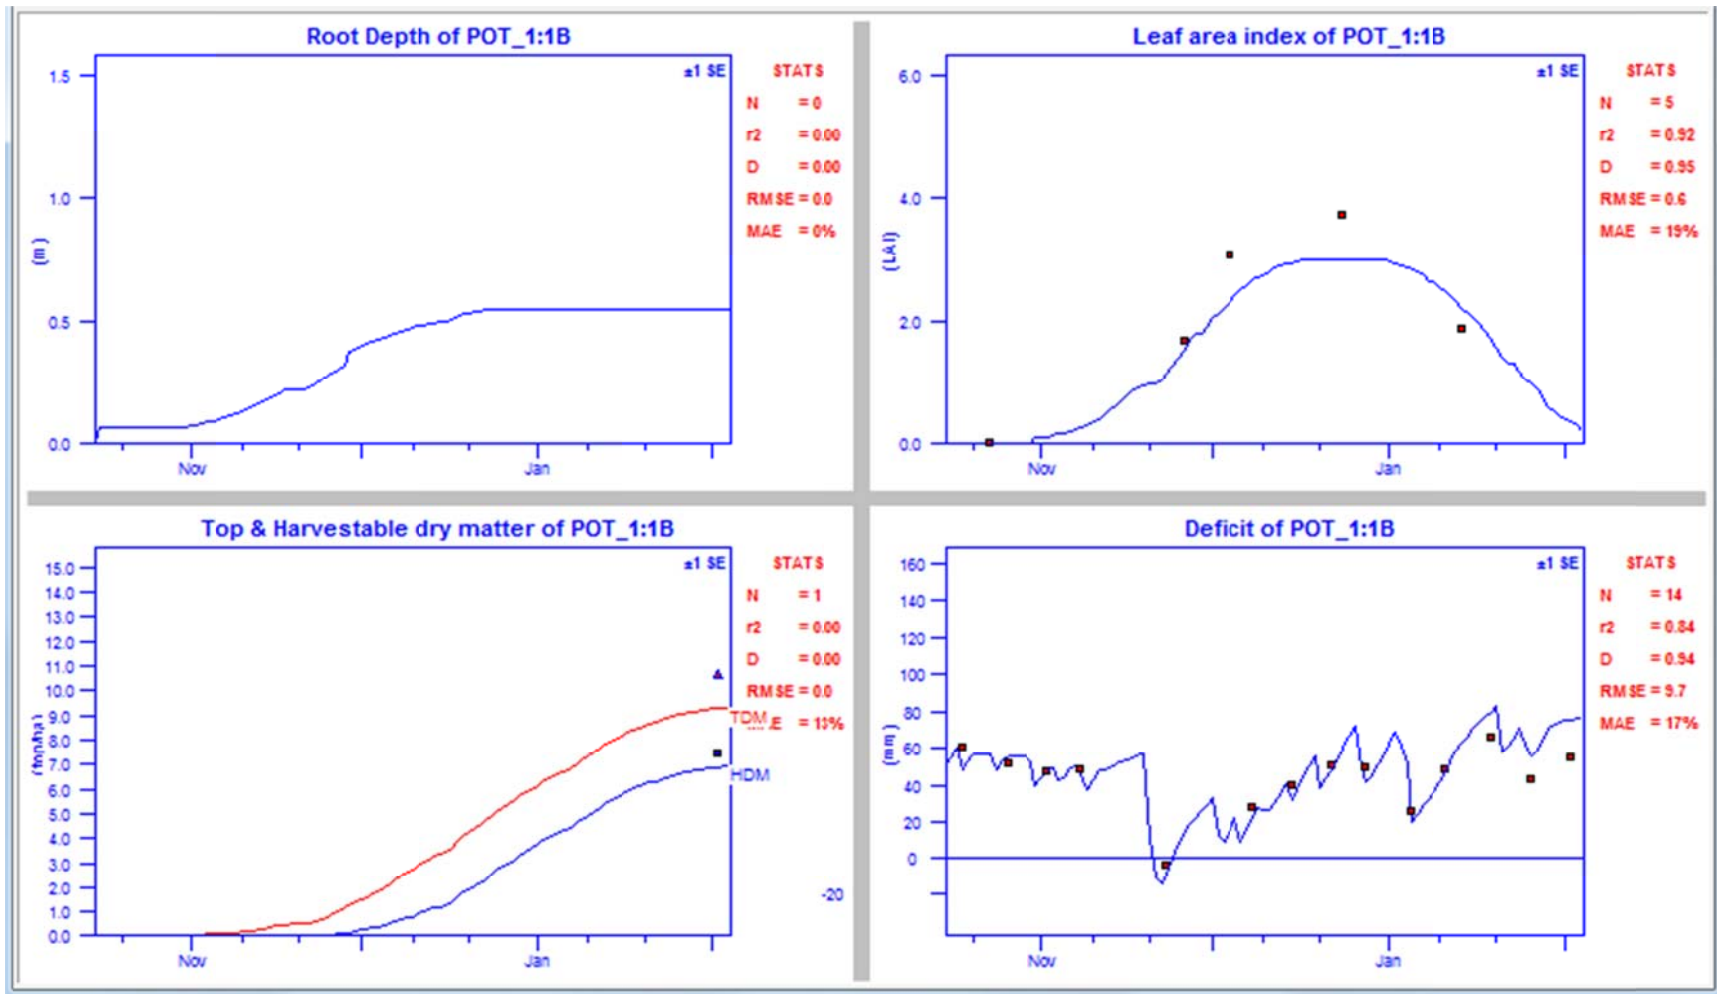 Root Depth of POT_1:1B
±1 SE
STATS
N = 0
r2 = 0.00
D = 0.00
RMSE = 0.0
MAE = 0%
1.5
1.0
0.5
0.0
(m)
Nov
Jan
Leaf area index of POT_1:1B
±1 SE
STATS
N = 5
r2 = 0.92
D = 0.95
RMSE = 0.6
MAE = 19%
6.0
4.0
2.0
0.0
(LAI)
Nov
Jan
Top & Harvestable dry matter of POT_1:1B
±1 SE
STATS
N = 1
r2 = 0.00
D = 0.00
RMSE = 0.0
E = 13%
TDM
HDM
15.0
14.0
13.0
12.0
11.0
10.0
9.0
8.0
7.0
6.0
5.0
4.0
3.0
2.0
1.0
0.0
(ton/ha)
Nov
Jan
Deficit of POT_1:1B
±1 SE
STATS
N = 14
r2 = 0.84
D = 0.94
RMSE = 9.7
MAE = 17%
160
140
120
100
80
60
40
20
0
-20
(mm)
Nov
Jan